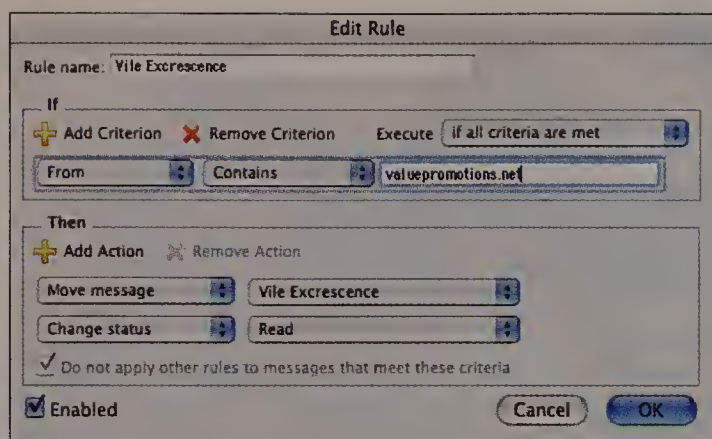 Edit Rule
Rule name: Vile Excrescence
If
Add Criterion Remove Criterion Execute if all criteria are met
From Contains valuepromotions.net
Then
Add Action Remove Action
Move message Vile Excrescence
Change status Read
Do not apply other rules to messages that meet these criteria
Enabled Cancel OK